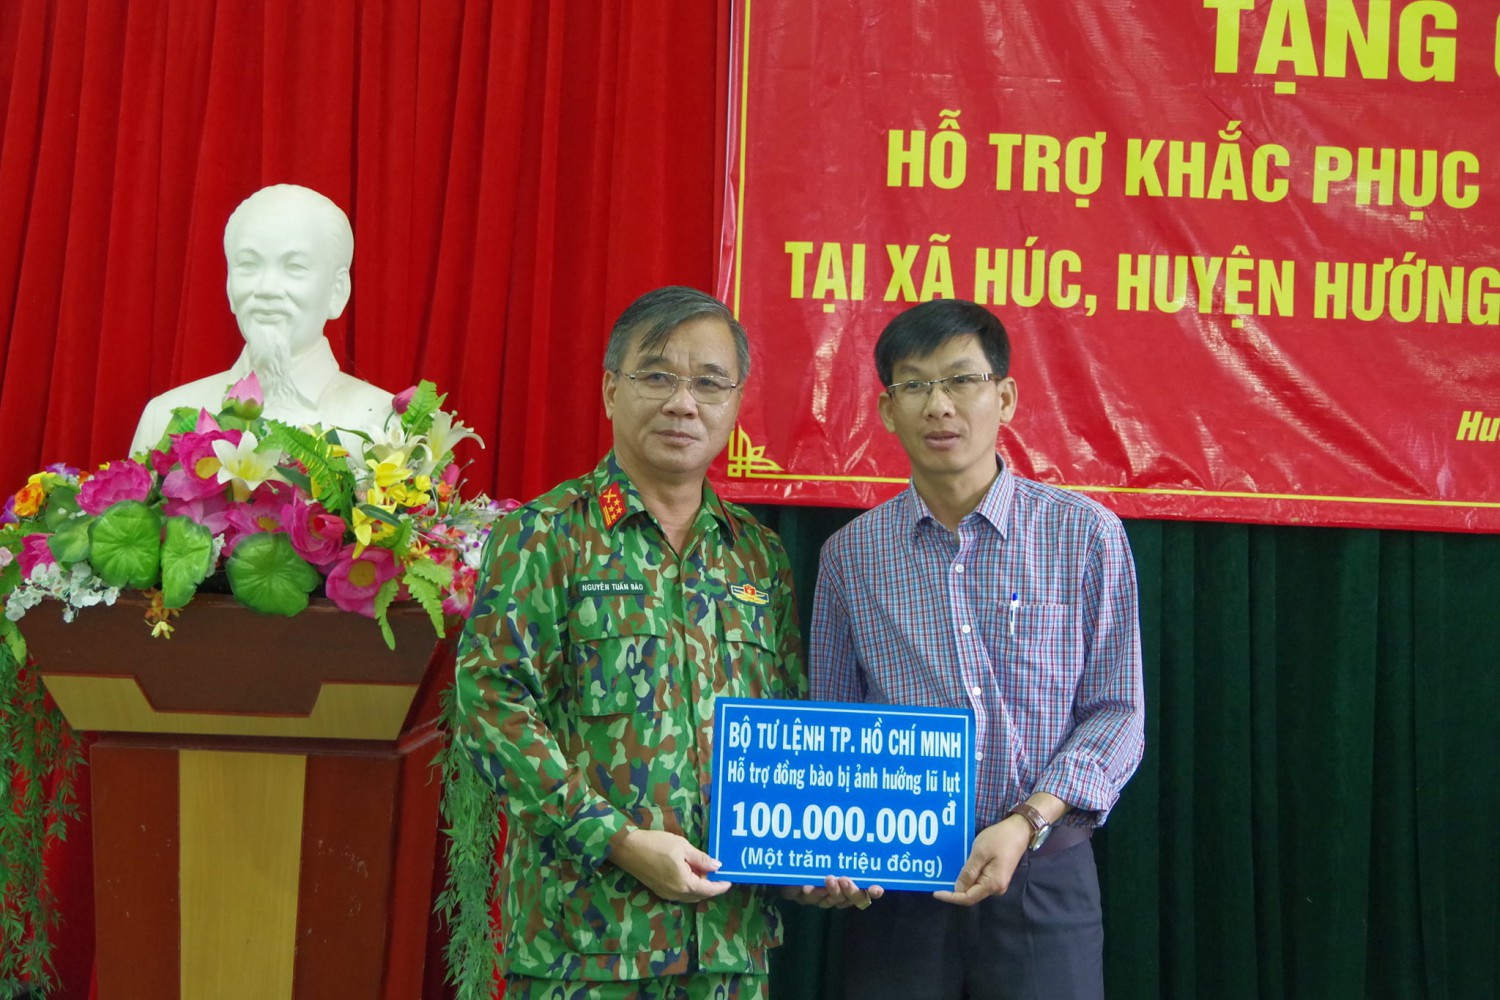 TẶNG
HỖ TRỢ KHẮC PHỤC
TẠI XÃ HÚC, HUYỆN HƯỚNG
NGUYỄN TUẤN BẢO
BỘ TƯ LỆNH TP. HỒ CHÍ MINH
Hỗ trợ đồng bào bị ảnh hưởng lũ lụt
100.000.000đ
(Một trăm triệu đồng)